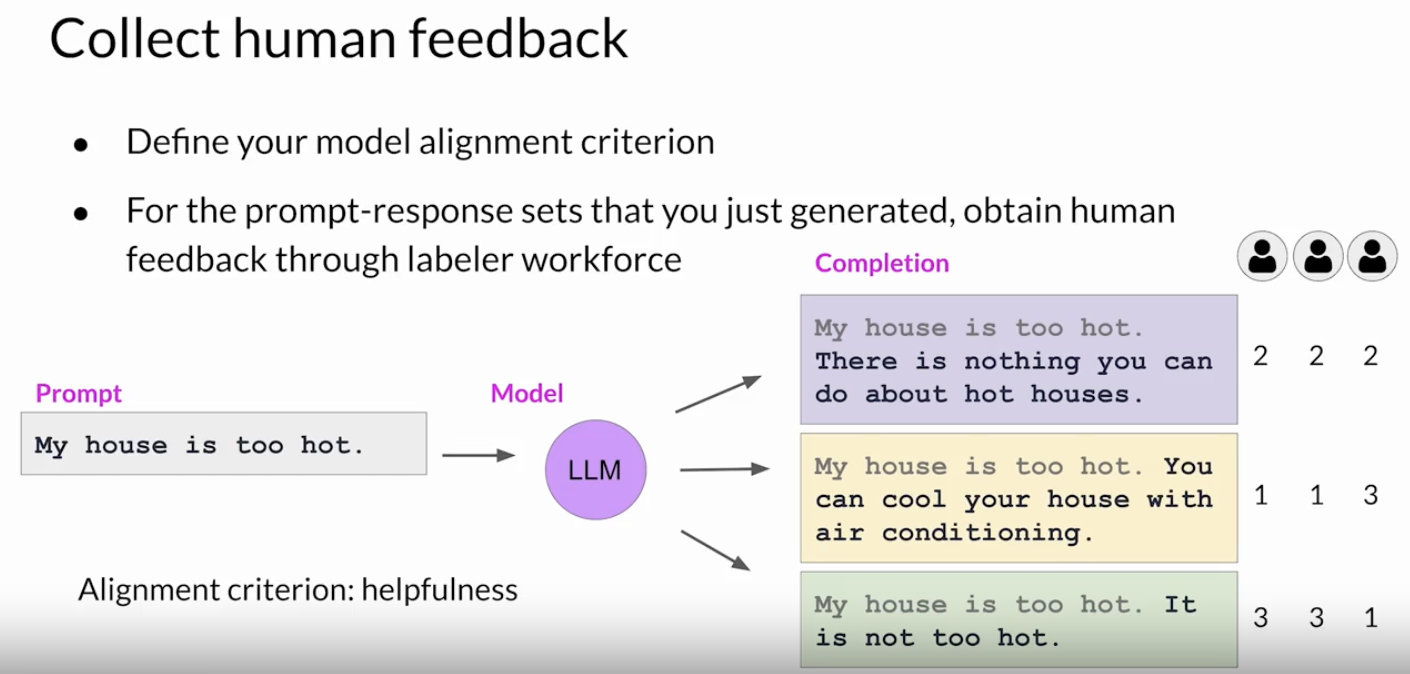 Collect human feedback
● Define your model alignment criterion
● For the prompt-response sets that you just generated, obtain human
feedback through labeler workforce
Prompt
My house is too hot.
Model
LLM
Alignment criterion: helpfulness
Completion
My house is too hot.
There is nothing you can
do about hot houses.
2 2 2
My house is too hot. You
can cool your house with
air conditioning.
1 1 3
My house is too hot. It
is not too hot.
3 3 1